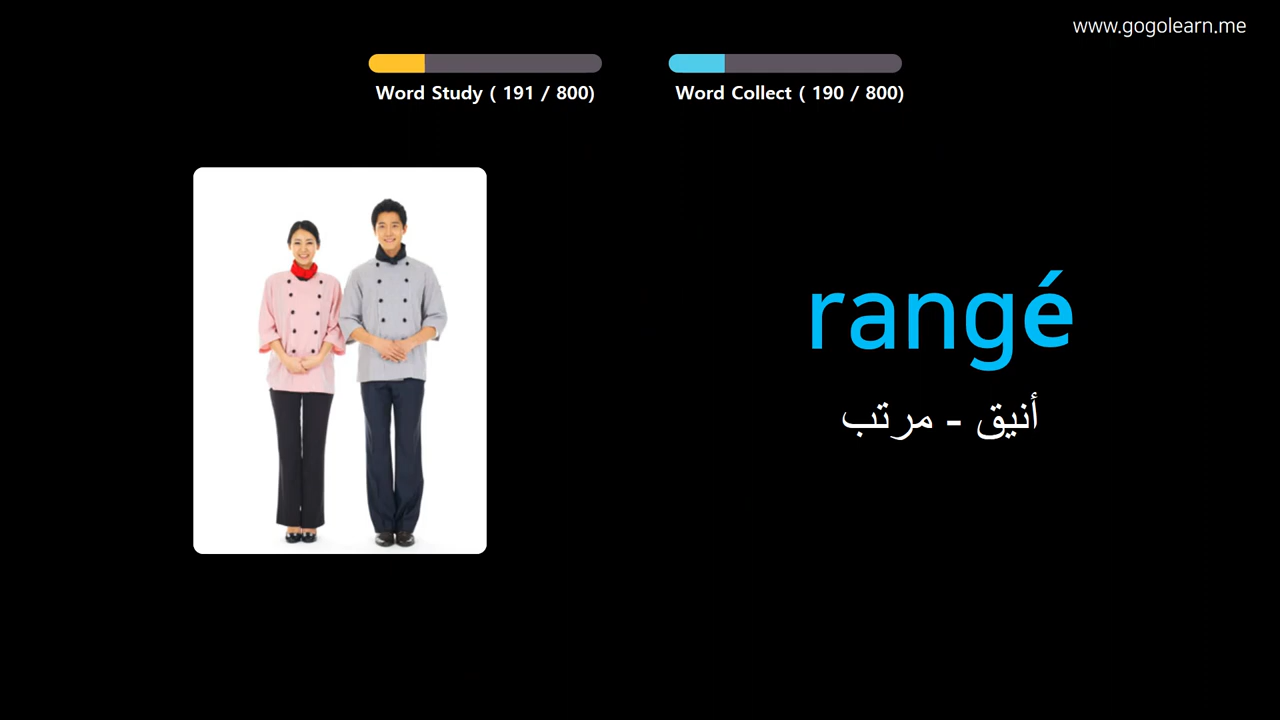 www.gogolearn.me
Word Study ( 191 / 800)
Word Collect ( 190 / 800)
rangé
أنيق - مرتب